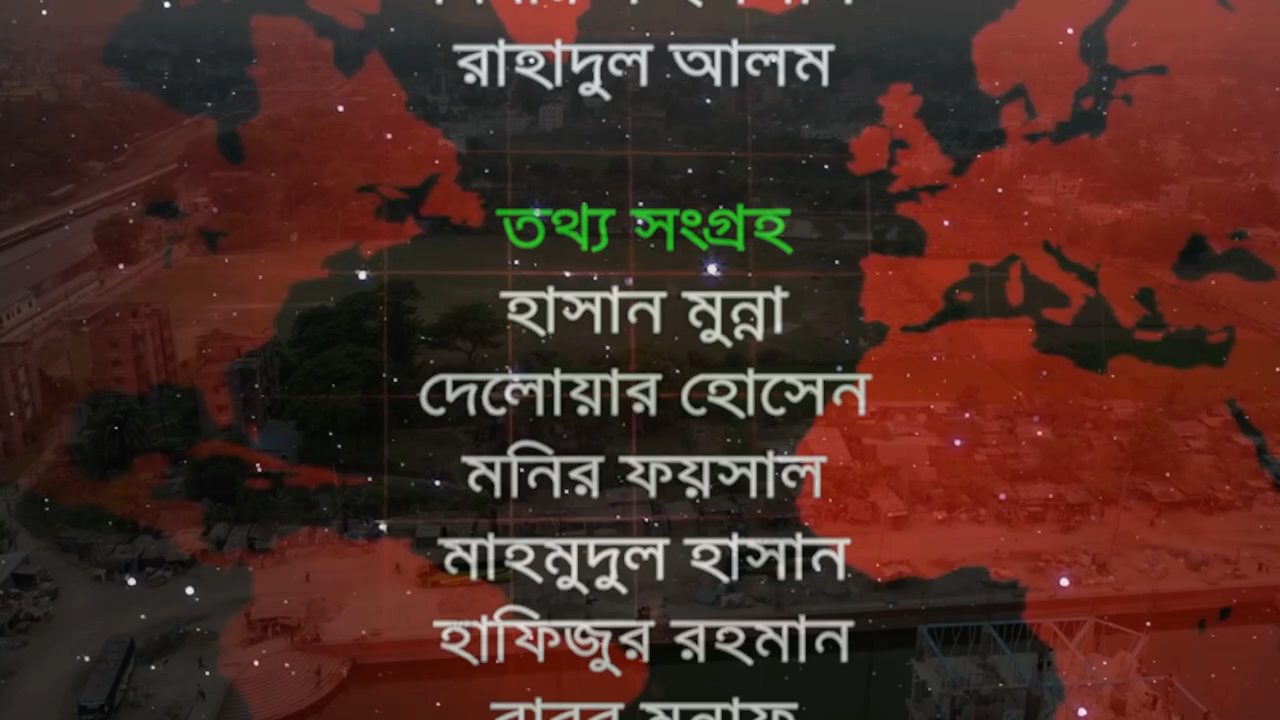 রাহাদুল আলম
তথ্য সংগ্রহ
হাসান মুন্না
দেলোয়ার হোসেন
মনির ফয়সাল
মাহমুদুল হাসান
হাফিজুর রহমান